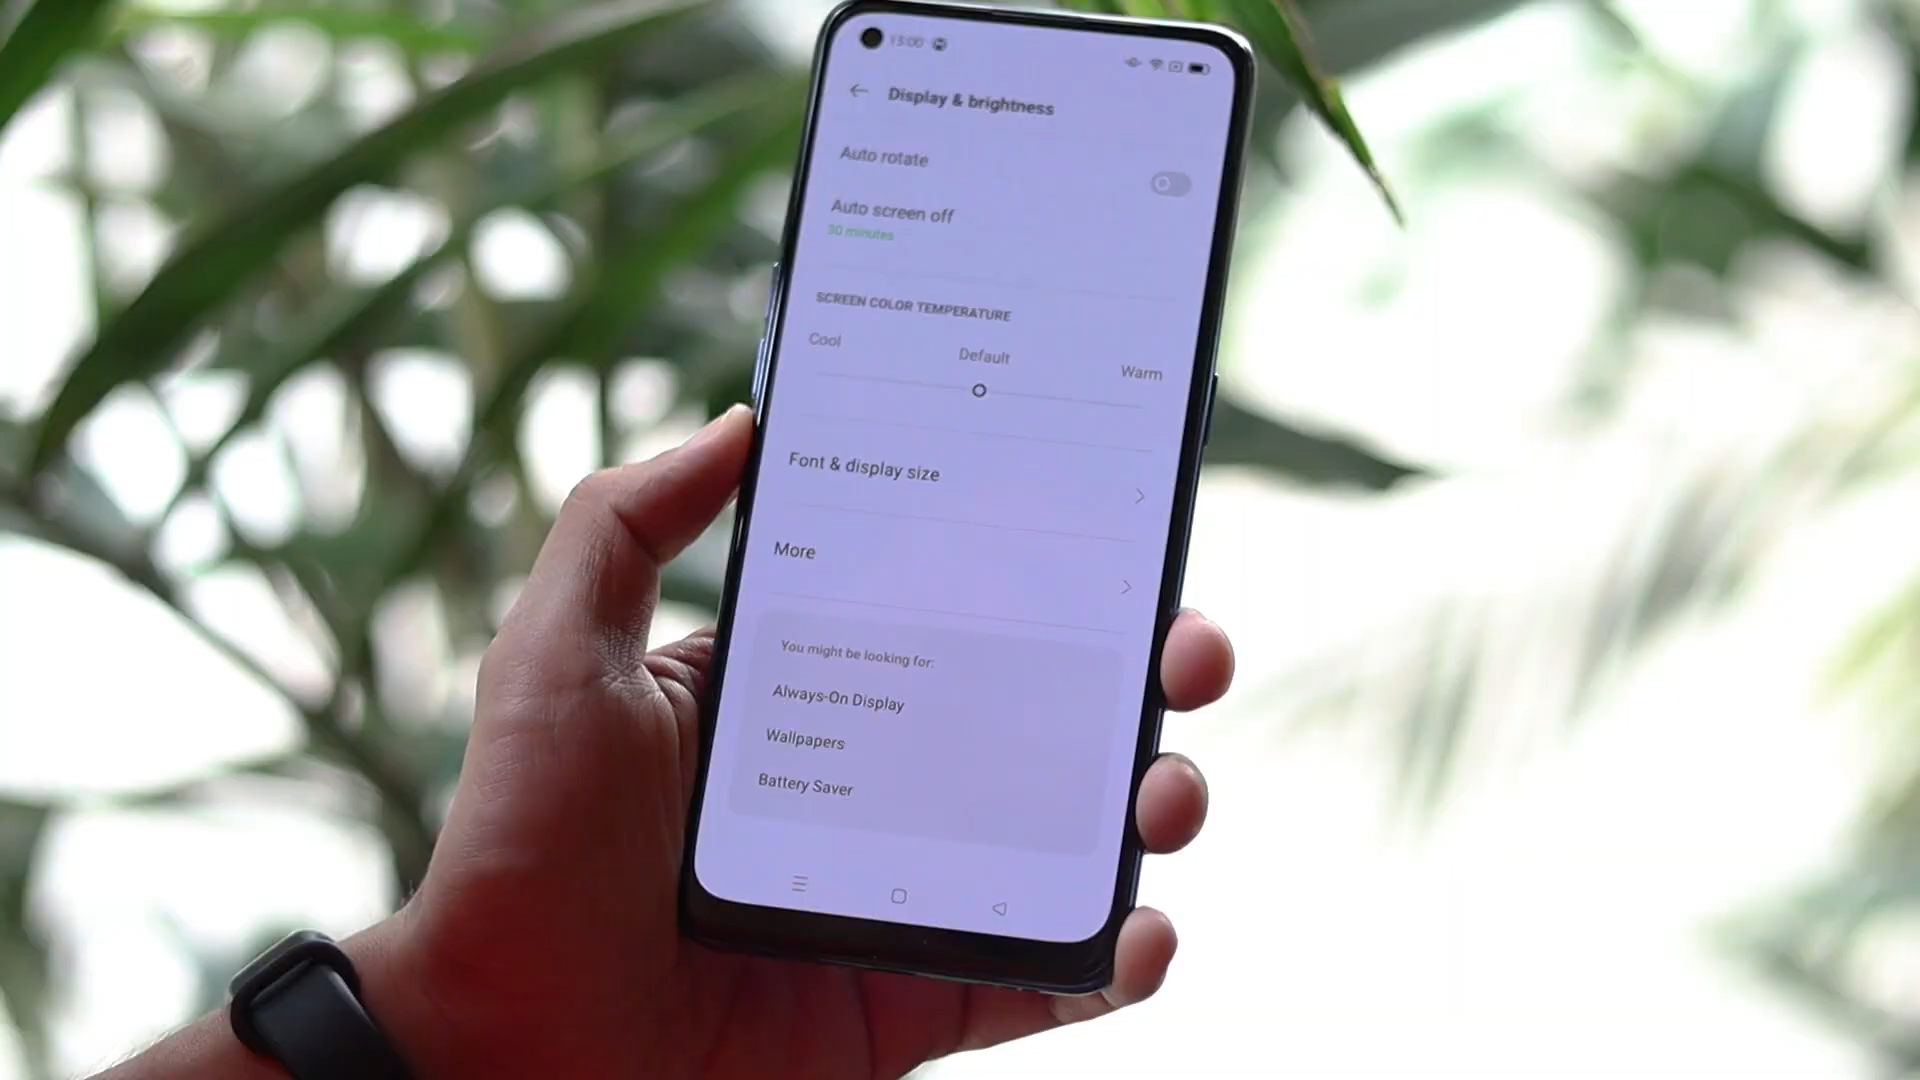 13:00
Display & brightness
Auto rotate
Auto screen off
30 minutes
SCREEN COLOR TEMPERATURE
Cool
Default
Warm
Font & display size
More
You might be looking for:
Always-On Display
Wallpapers
Battery Saver